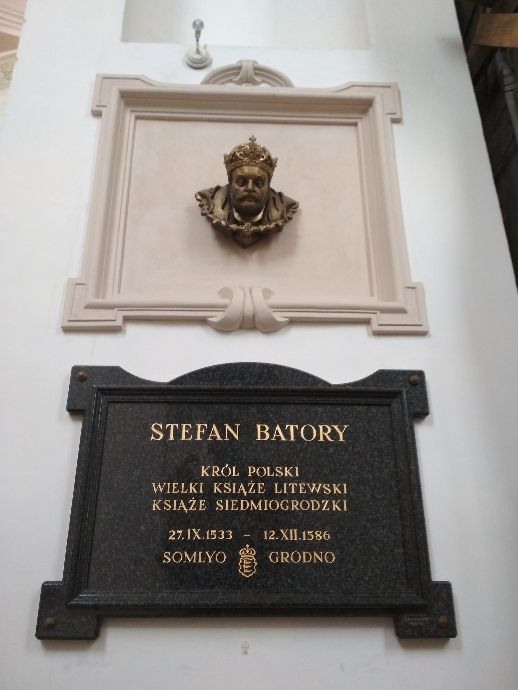 STEFAN BATORY
KRÓL POLSKI
WIELKI KSIĄŻE LITEWSKI
KSIĄŻE SIEDMIOGRODZKI
27.IX.1533 - 12.XII.1586
SOMLYO GRODNO